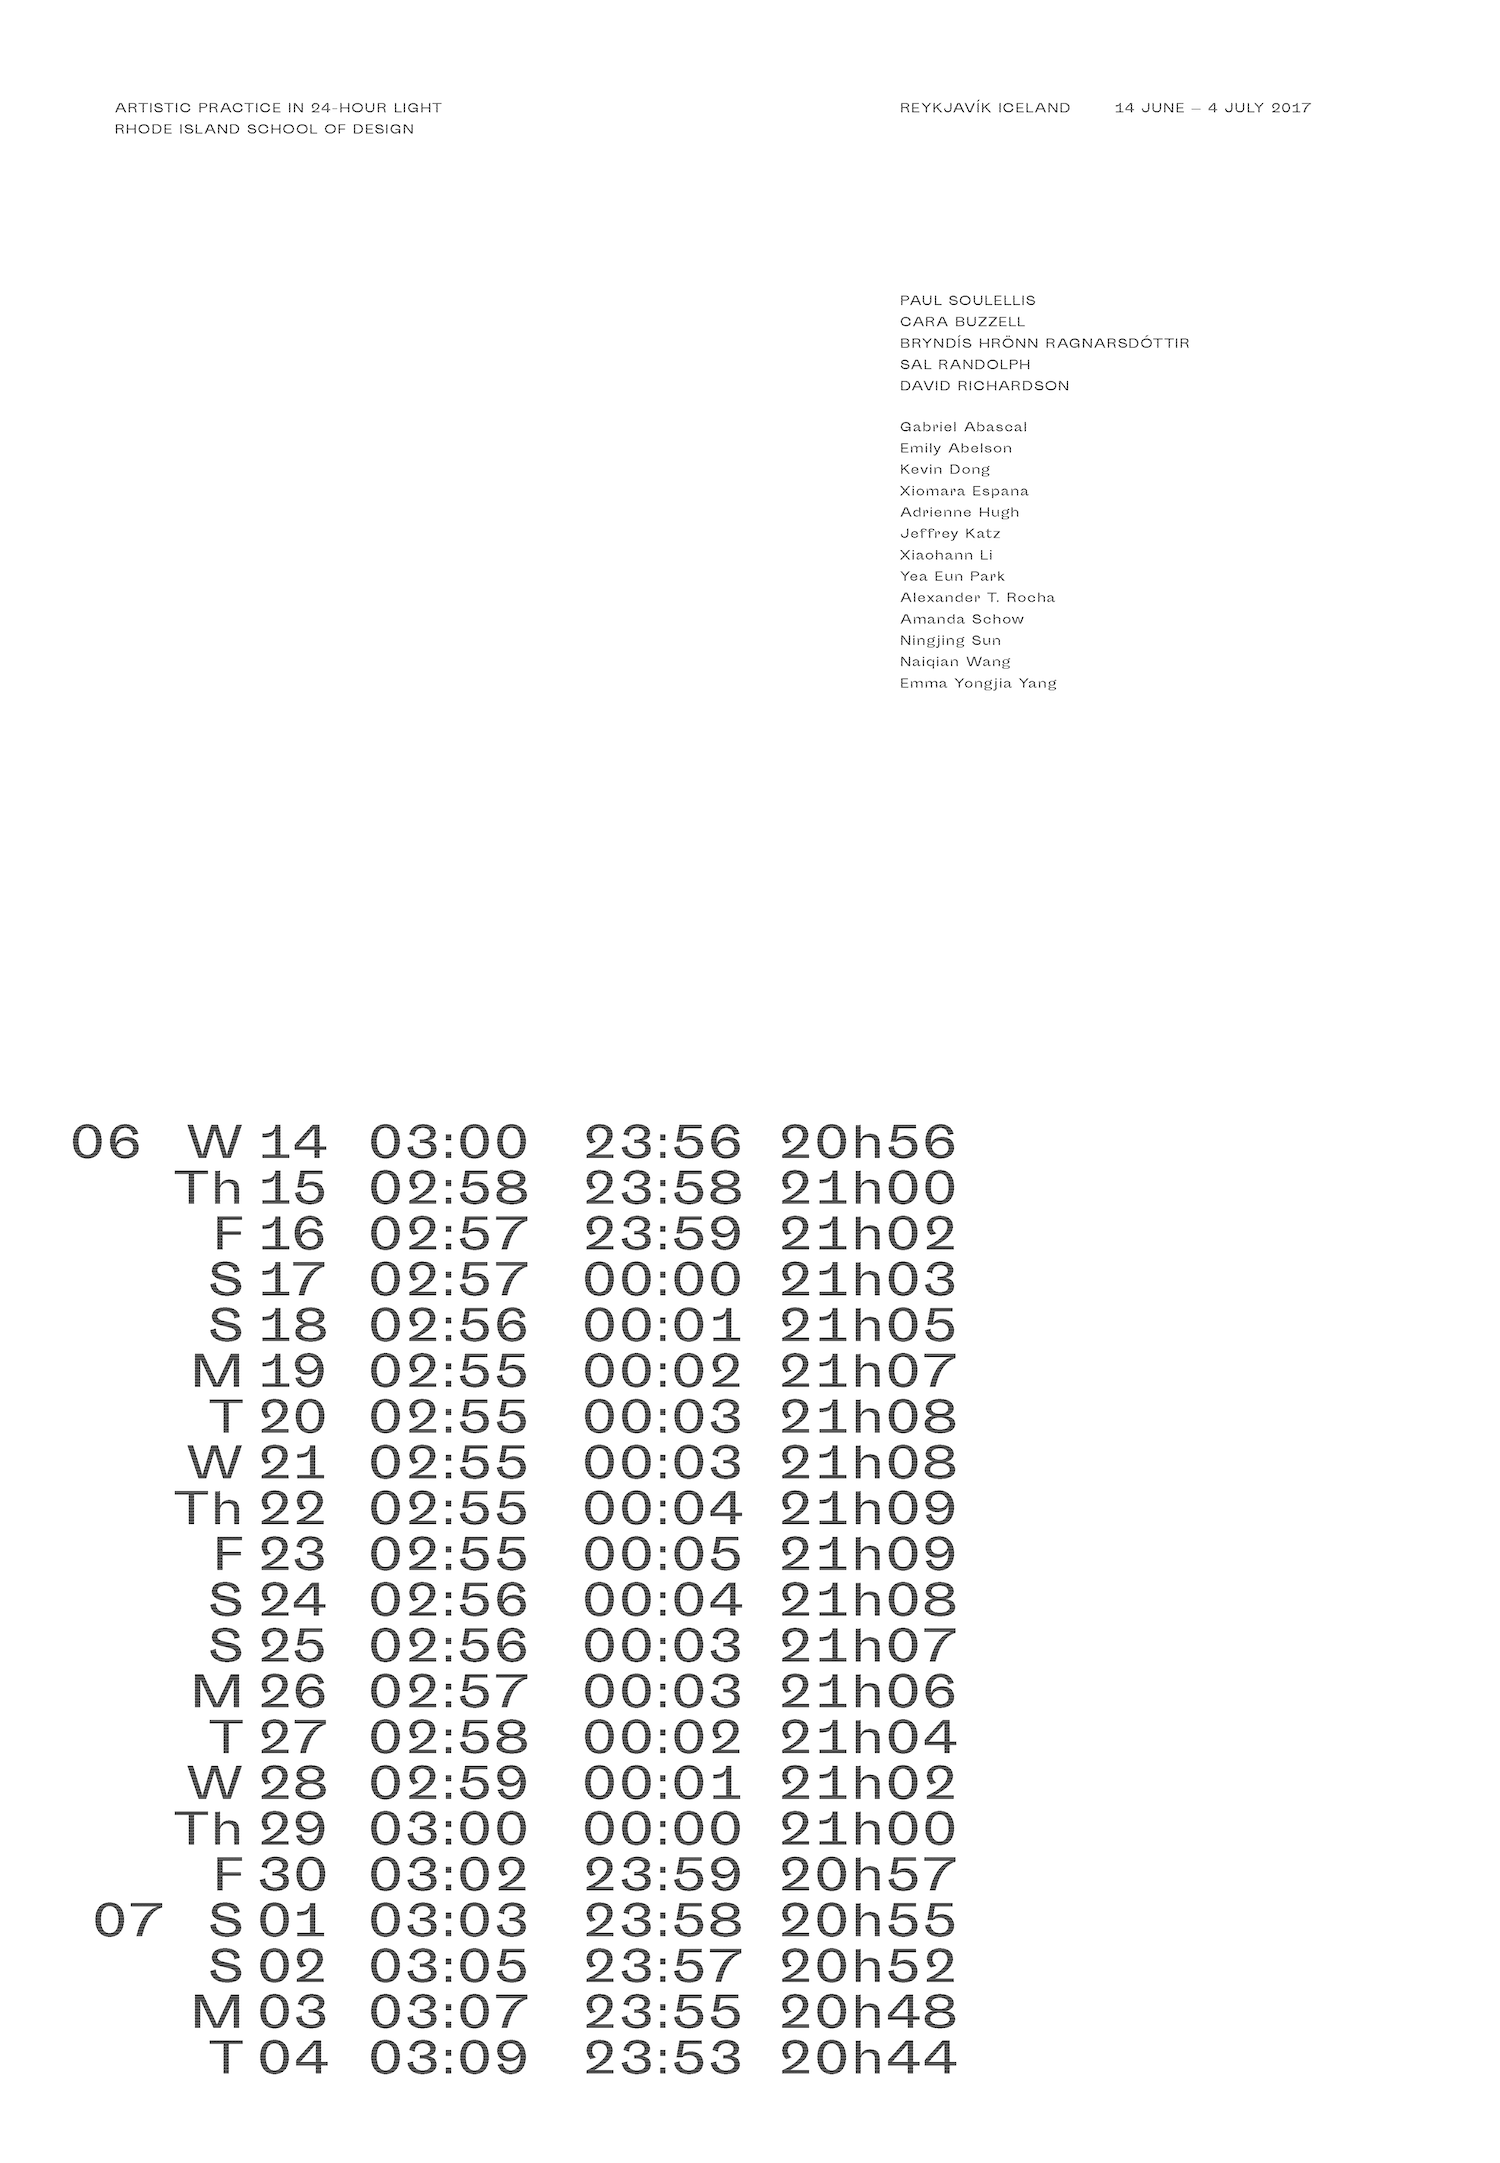 ARTISTIC PRACTICE IN 24-HOUR LIGHT
RHODE ISLAND SCHOOL OF DESIGN
REYKJAVÍK ICELAND 14 JUNE – 4 JULY 2017
PAUL SOULELLIS
CARA BUZZELL
BRYNDÍS HRÖNN RAGNARSDÓTTIR
SAL RANDOLPH
DAVID RICHARDSON
Gabriel Abascal
Emily Abelson
Kevin Dong
Xiomara Espana
Adrienne Hugh
Jeffrey Katz
Xiaohann Li
Yea Eun Park
Alexander T. Rocha
Amanda Schow
Ningjing Sun
Naiqian Wang
Emma Yongjia Yang
06 W 14 03:00 23:56 20h56
Th 15 02:58 23:58 21h00
F 16 02:57 23:59 21h02
S 17 02:57 00:00 21h03
S 18 02:56 00:01 21h05
M 19 02:55 00:02 21h07
T 20 02:55 00:03 21h08
W 21 02:55 00:03 21h08
Th 22 02:55 00:04 21h09
F 23 02:55 00:05 21h09
S 24 02:56 00:04 21h08
S 25 02:56 00:03 21h07
M 26 02:57 00:03 21h06
T 27 02:58 00:02 21h04
W 28 02:59 00:01 21h02
Th 29 03:00 00:00 21h00
F 30 03:02 23:59 20h57
07 S 01 03:03 23:58 20h55
S 02 03:05 23:57 20h52
M 03 03:07 23:55 20h48
T 04 03:09 23:53 20h44